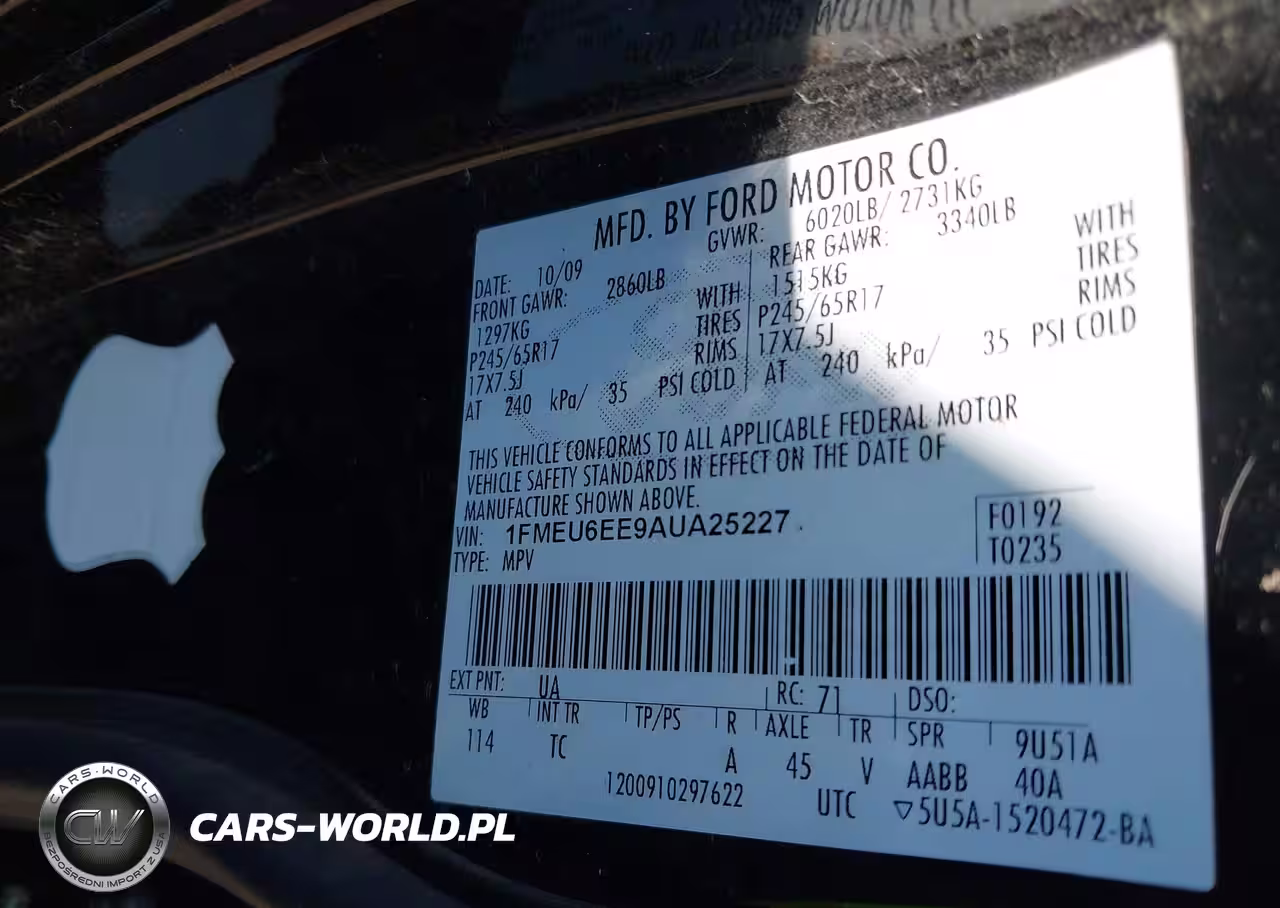 MFD. BY FORD MOTOR CO.
DATE: 10/09 GVWR: 6020LB/ 2731KG
FRONT GAWR: 2860LB REAR GAWR: 3340LB
1297KG WITH 1515KG WITH
P245/65R17 TIRES P245/65R17 TIRES
17X7.5J RIMS 17X7.5J RIMS
AT 240 kPa/ 35 PSI COLD AT 240 kPa/ 35 PSI COLD
THIS VEHICLE CONFORMS TO ALL APPLICABLE FEDERAL MOTOR
VEHICLE SAFETY STANDARDS IN EFFECT ON THE DATE OF
MANUFACTURE SHOWN ABOVE.
VIN: 1FMEU6EE9AUA25227 F0192
TYPE: MPV T0235
EXT PNT: UA RC: 71 DSO:
WB INT TR TP/PS R AXLE TR SPR 9U51A
114 TC A 45 V AABB 40A
1200910297622 UTC ▽5U5A-1520472-BA
CARS-WORLD
CW
BEZPOŚREDNI IMPORT Z USA
CARS-WORLD.PL